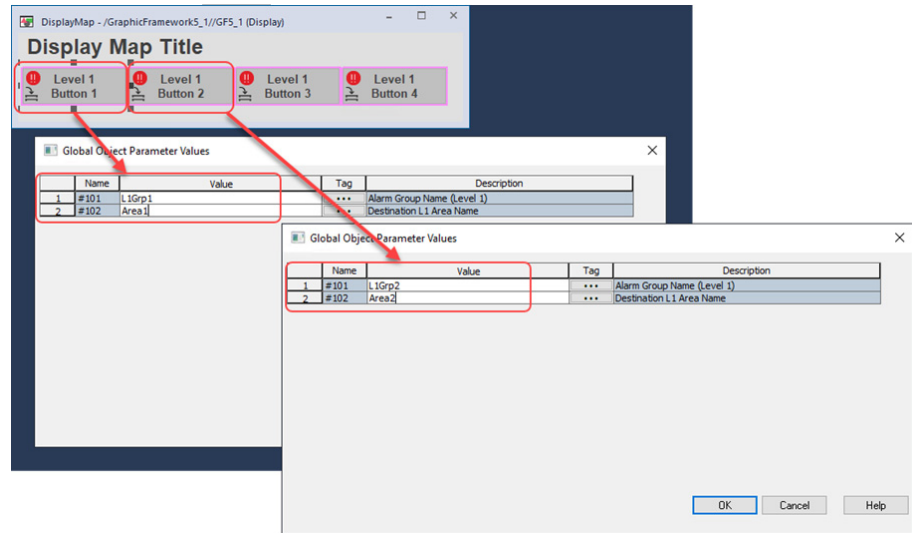 DisplayMap - /GraphicFramework5_1//GF5_1 (Display)
Display Map Title
Level 1 Button 1
Level 1 Button 2
Level 1 Button 3
Level 1 Button 4
Global Object Parameter Values
Name Value Tag Description
1 #101 L1Grp1 ... Alarm Group Name (Level 1)
2 #102 Area1 ... Destination L1 Area Name
Global Object Parameter Values
Name Value Tag Description
1 #101 L1Grp2 ... Alarm Group Name (Level 1)
2 #102 Area2 ... Destination L1 Area Name
OK Cancel Help